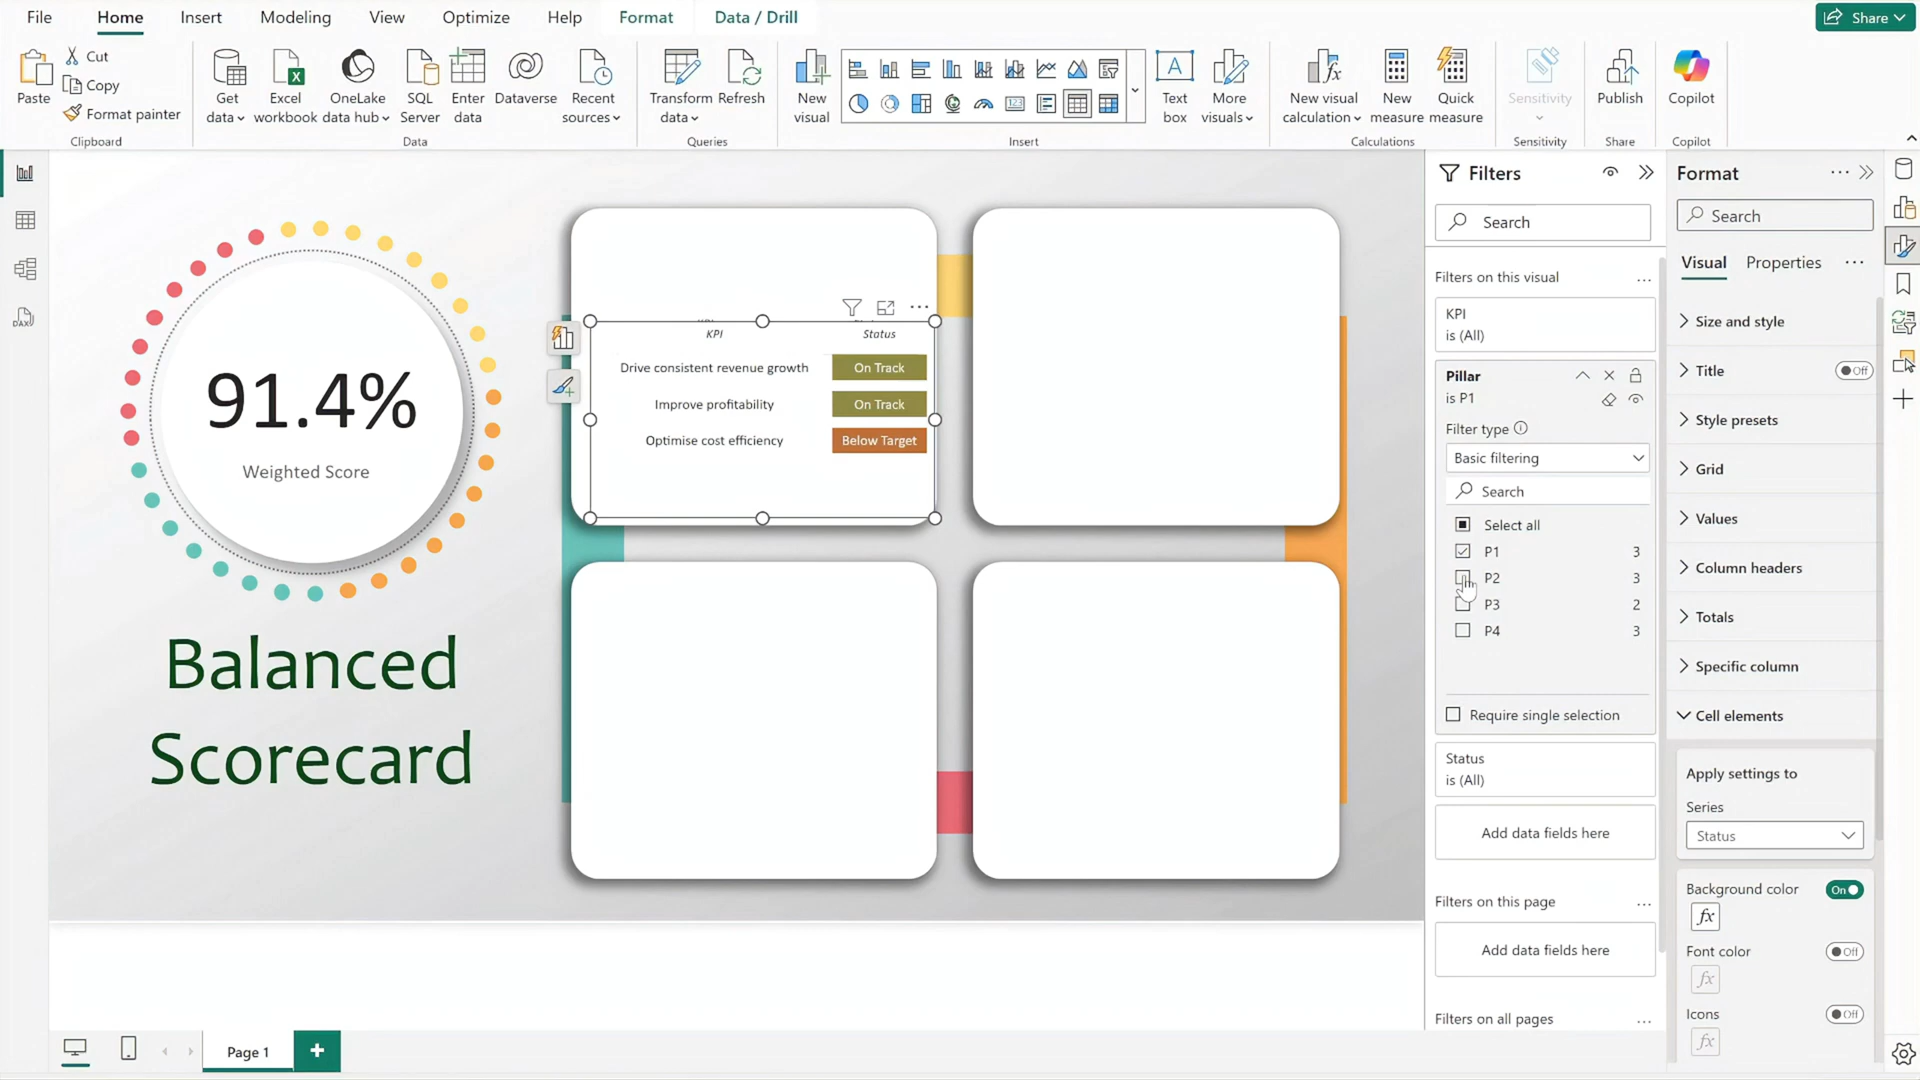 File Home Insert Modeling View Optimize Help Format Data / Drill Share
Paste
Cut
Copy
Format painter
Clipboard
Get data
Excel workbook
OneLake data hub
SQL Server
Enter data
Dataverse
Recent sources
Data
Transform data
Refresh
Queries
New visual
Insert
Text box
More visuals
New visual calculation
New measure
Quick measure
Calculations
Sensitivity
Sensitivity
Publish
Share
Copilot
Copilot
DAX
91.4%
Weighted Score
Balanced
Scorecard
KPI Status
Drive consistent revenue growth On Track
Improve profitability On Track
Optimise cost efficiency Below Target
Filters
Search
Filters on this visual ...
KPI
is (All)
Pillar
is P1
Filter type
Basic filtering
Search
Select all
P1 3
P2 3
P3 2
P4 3
Require single selection
Status
is (All)
Add data fields here
Filters on this page ...
Add data fields here
Filters on all pages ...
Format ...
Search
Visual Properties ...
Size and style
Title Off
Style presets
Grid
Values
Column headers
Totals
Specific column
Cell elements
Apply settings to
Series
Status
Background color On
fx
Font color Off
fx
Icons Off
fx
Page 1